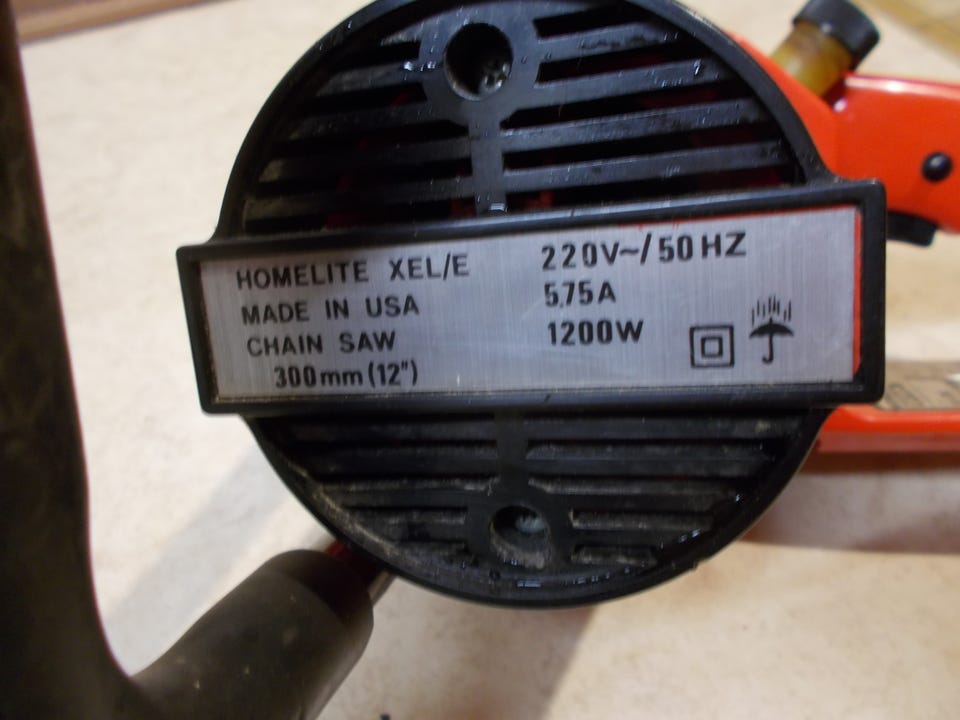 HOMELITE XEL/E
MADE IN USA
CHAIN SAW
300mm (12")
220V~/50HZ
5.75A
1200W